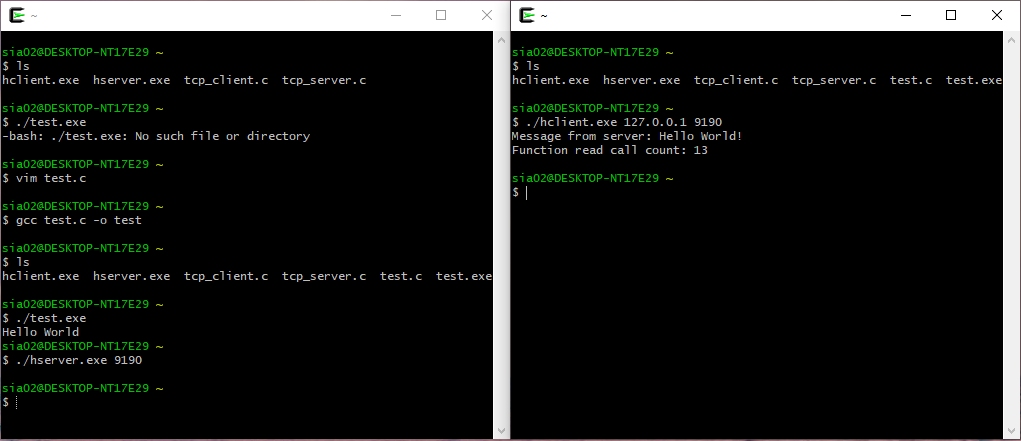 ~
sia02@DESKTOP-NT17E29 ~
$ ls
hclient.exe  hserver.exe  tcp_client.c  tcp_server.c
sia02@DESKTOP-NT17E29 ~
$ ./test.exe
-bash: ./test.exe: No such file or directory
sia02@DESKTOP-NT17E29 ~
$ vim test.c
sia02@DESKTOP-NT17E29 ~
$ gcc test.c -o test
sia02@DESKTOP-NT17E29 ~
$ ls
hclient.exe  hserver.exe  tcp_client.c  tcp_server.c  test.c  test.exe
sia02@DESKTOP-NT17E29 ~
$ ./test.exe
Hello World
sia02@DESKTOP-NT17E29 ~
$ ./hserver.exe 9190
sia02@DESKTOP-NT17E29 ~
$
~
sia02@DESKTOP-NT17E29 ~
$ ls
hclient.exe  hserver.exe  tcp_client.c  tcp_server.c  test.c  test.exe
sia02@DESKTOP-NT17E29 ~
$ ./hclient.exe 127.0.0.1 9190
Message from server: Hello World!
Function read call count: 13
sia02@DESKTOP-NT17E29 ~
$